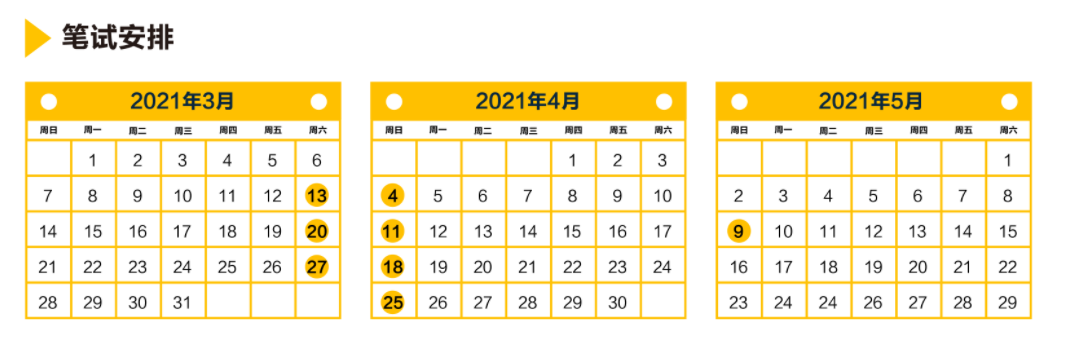 笔试安排
2021年3月
周日 周一 周二 周三 周四 周五 周六
1 2 3 4 5 6
7 8 9 10 11 12 13
14 15 16 17 18 19 20
21 22 23 24 25 26 27
28 29 30 31
2021年4月
周日 周一 周二 周三 周四 周五 周六
1 2 3
4 5 6 7 8 9 10
11 12 13 14 15 16 17
18 19 20 21 22 23 24
25 26 27 28 29 30
2021年5月
周日 周一 周二 周三 周四 周五 周六
1
2 3 4 5 6 7 8
9 10 11 12 13 14 15
16 17 18 19 20 21 22
23 24 24 26 27 28 29